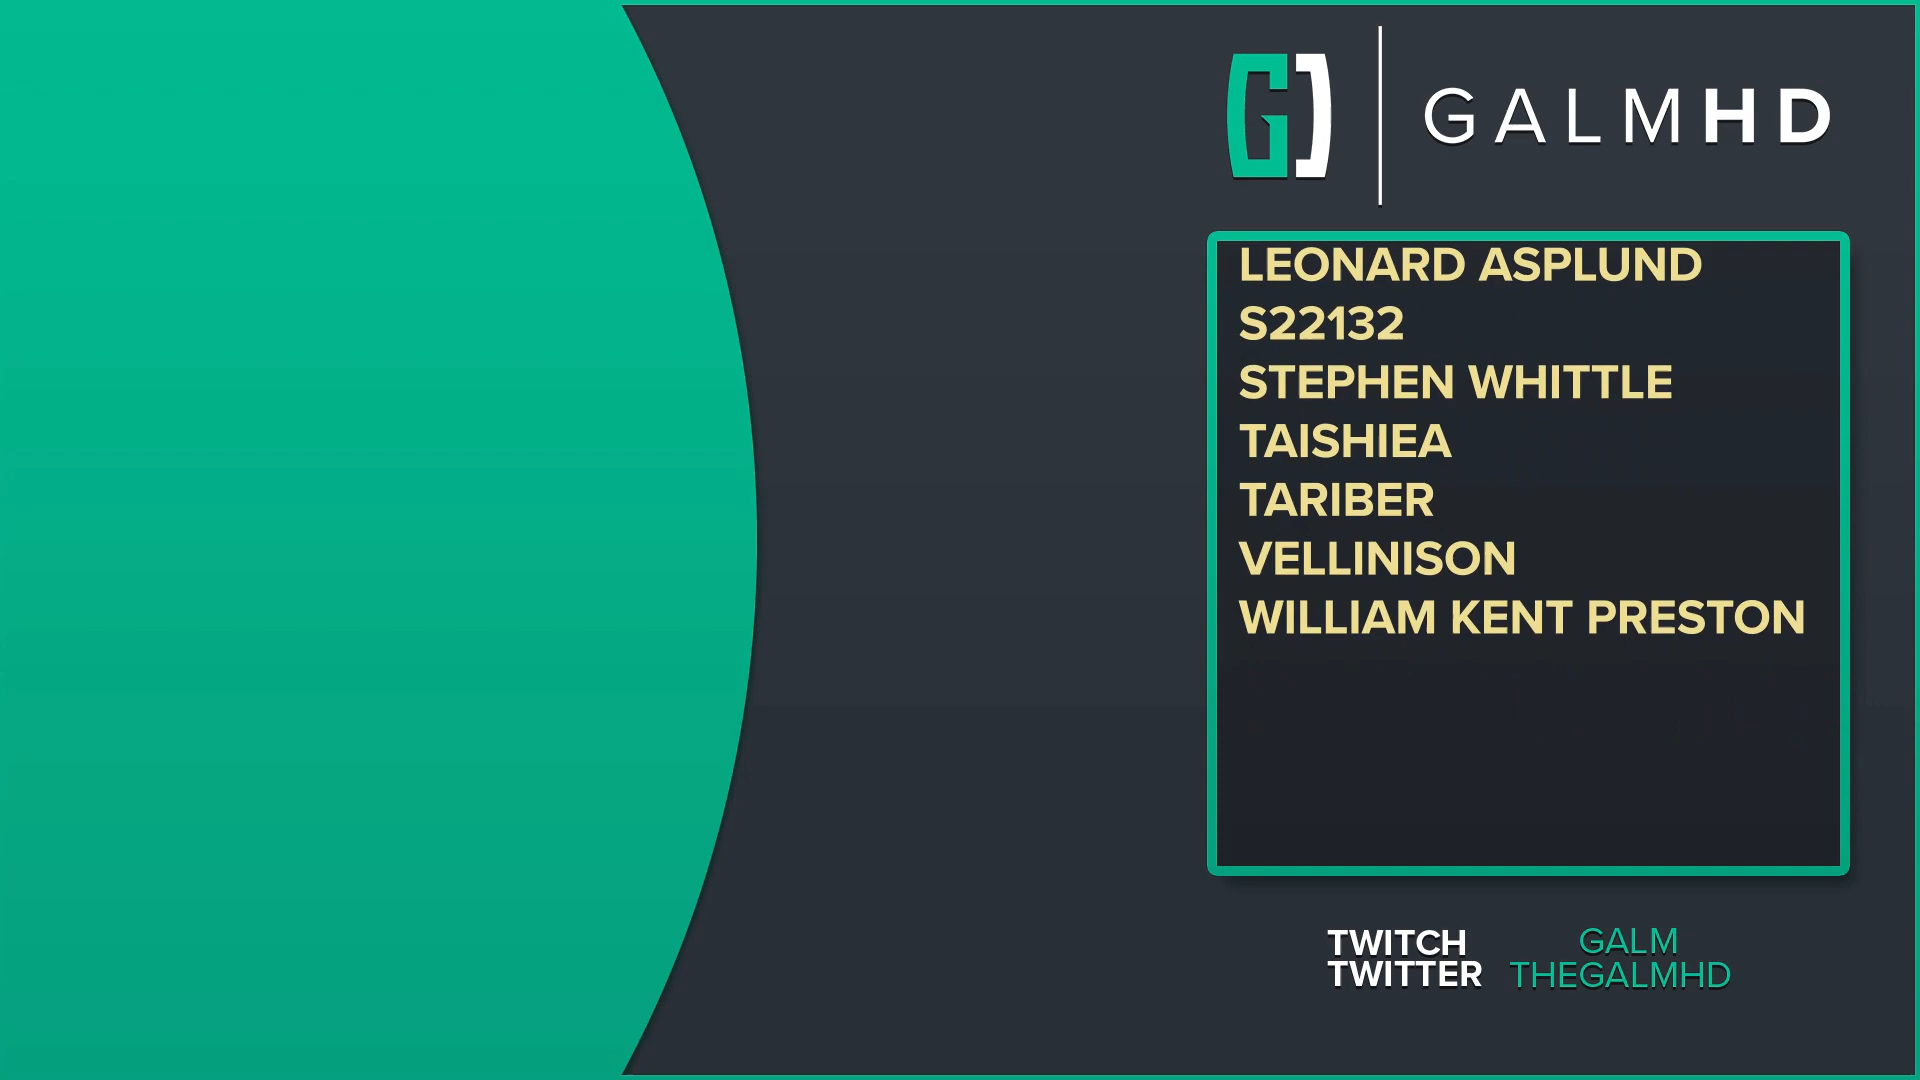 GALMHD
LEONARD ASPLUND
S22132
STEPHEN WHITTLE
TAISHIEA
TARIBER
VELLINISON
WILLIAM KENT PRESTON
TWITCH GALM
TWITTER THEGALMHD